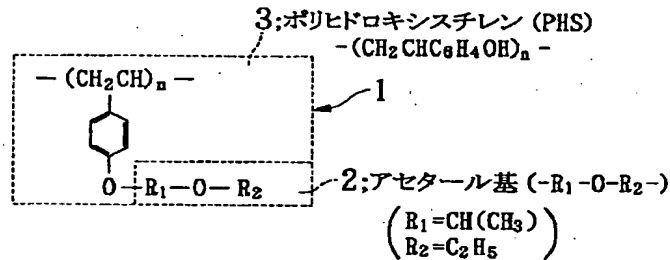 3;ポリヒドロキシスチレン (PHS)
-(CH₂CHC₆H₄OH)ₙ-
-(CH₂CH)ₙ-
1
O-R₁-O-R₂
2;アセタール基 (-R₁-O-R₂-)
(R₁=CH(CH₃)
R₂=C₂H₅)